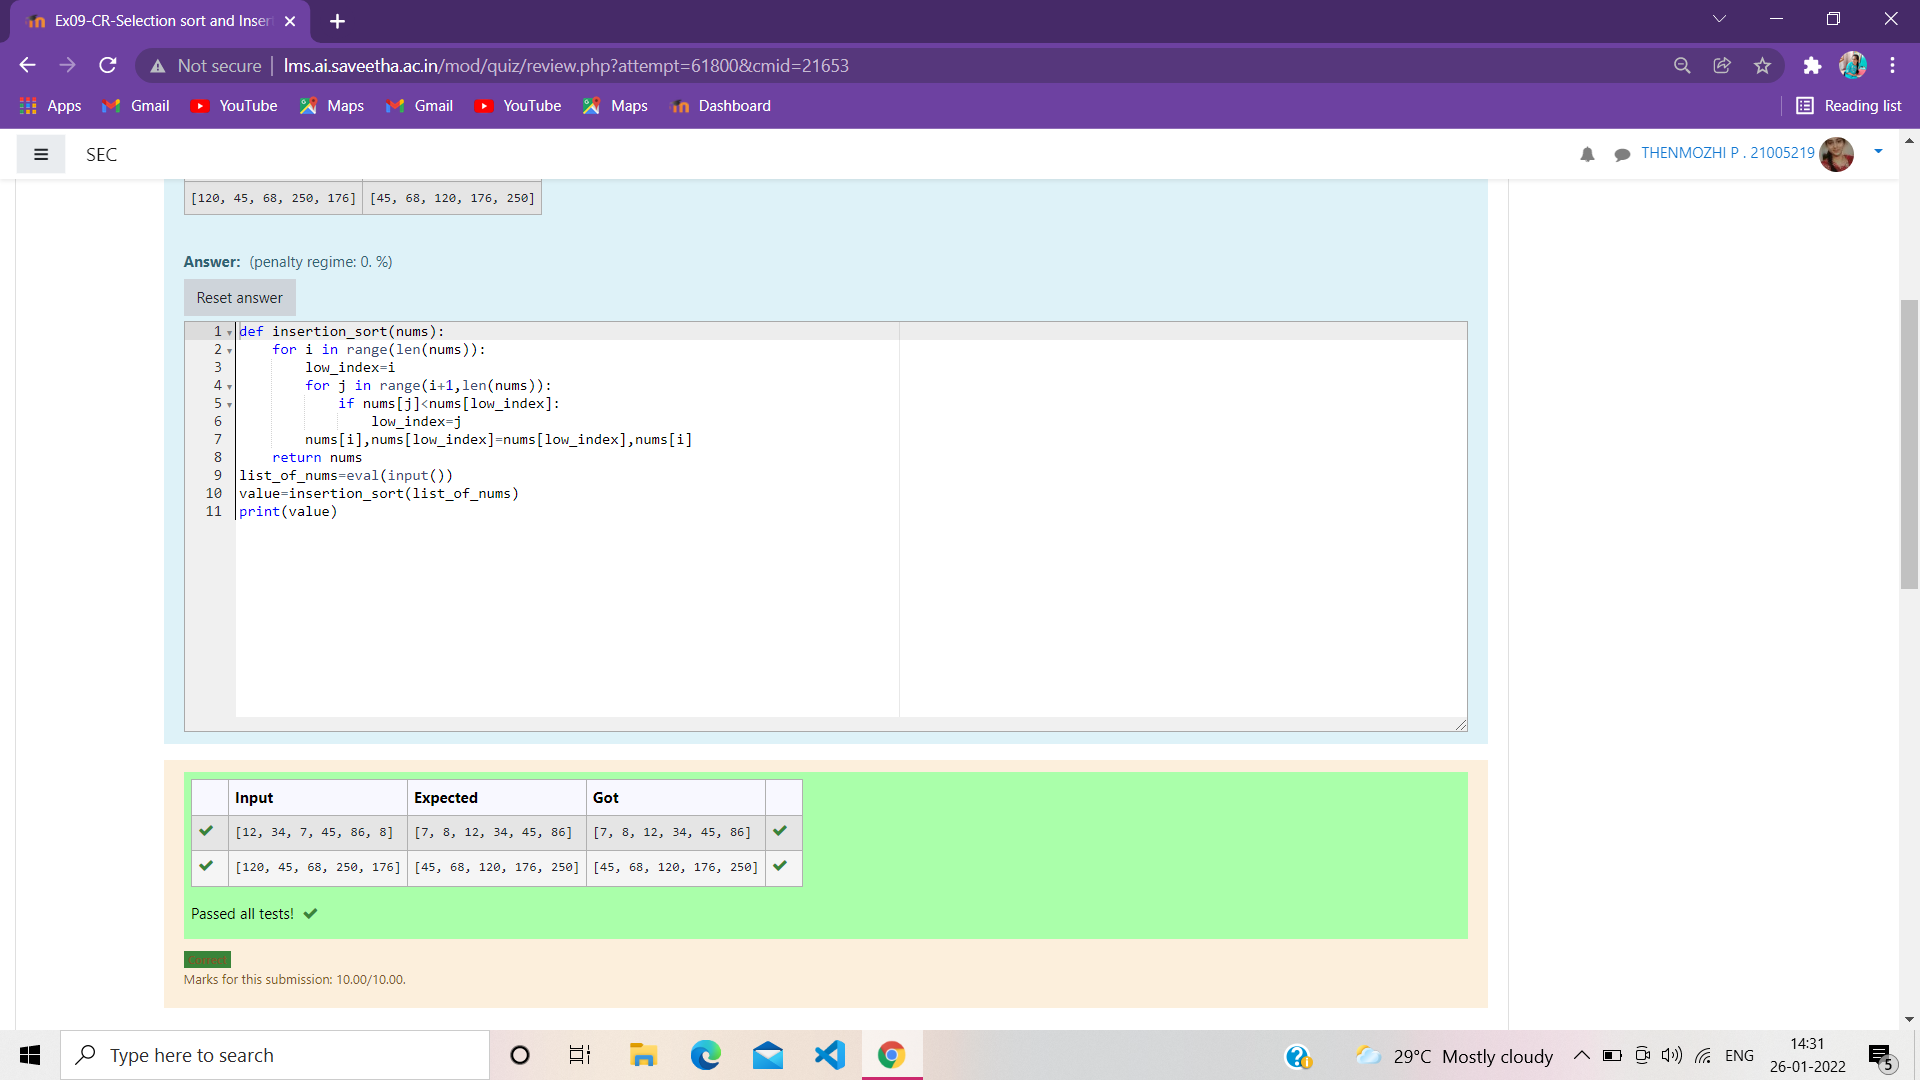 Ex09-CR-Selection sort and Inser
Not secure | lms.ai.saveetha.ac.in/mod/quiz/review.php?attempt=61800&cmid=21653
Apps Gmail YouTube Maps Gmail YouTube Maps Dashboard Reading list
SEC THENMOZHI P . 21005219
[120, 45, 68, 250, 176] [45, 68, 120, 176, 250]
Answer: (penalty regime: 0. %)
Reset answer
1 def insertion_sort(nums):
2 for i in range(len(nums)):
3 low_index=i
4 for j in range(i+1,len(nums)):
5 if nums[j]<nums[low_index]:
6 low_index=j
7 nums[i],nums[low_index]=nums[low_index],nums[i]
8 return nums
9 list_of_nums=eval(input())
10 value=insertion_sort(list_of_nums)
11 print(value)
Input Expected Got
[12, 34, 7, 45, 86, 8] [7, 8, 12, 34, 45, 86] [7, 8, 12, 34, 45, 86]
[120, 45, 68, 250, 176] [45, 68, 120, 176, 250] [45, 68, 120, 176, 250]
Passed all tests!
Correct
Marks for this submission: 10.00/10.00.
Type here to search
29°C Mostly cloudy
ENG
14:31
26-01-2022
5